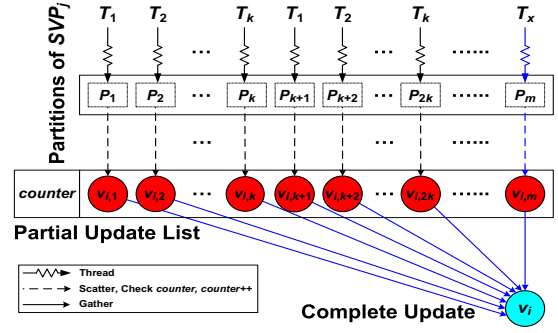 T1 T2 ... Tk T1 T2 Tk ...... Tx
Partitions of SVPj
P1 P2 ... Pk Pk+1 Pk+2 ... P2k ...... Pm
... ... ......
counter vi,1 vi,2 ... vi,k vi,k+1 vi,k+2 ... vi,2k ...... vi,m
Partial Update List
Thread
Scatter, Check counter, counter++
Gather
Complete Update vi